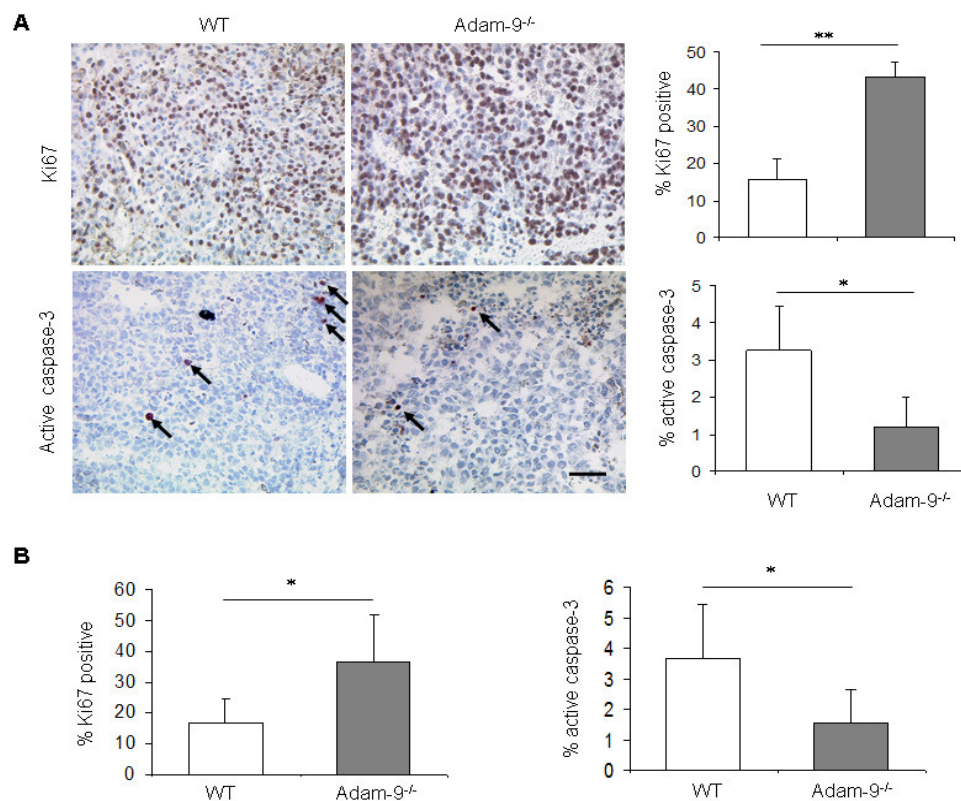 A
WT
Adam-9-/-
Ki67
Active caspase-3
% Ki67 positive
50
40
30
20
10
0
**
% active caspase-3
5
4
3
2
1
0
*
WT
Adam-9-/-
B
% Ki67 positive
60
50
40
30
20
10
0
*
WT
Adam-9-/-
% active caspase-3
6
5
4
3
2
1
0
*
WT
Adam-9-/-